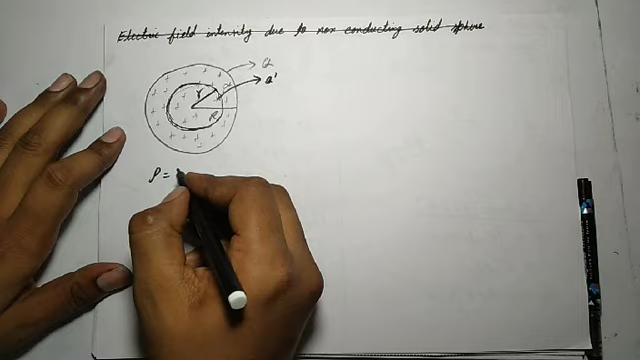 Electric field intensity due to non conducting solid sphere
Q
Q'
r
R
ρ =